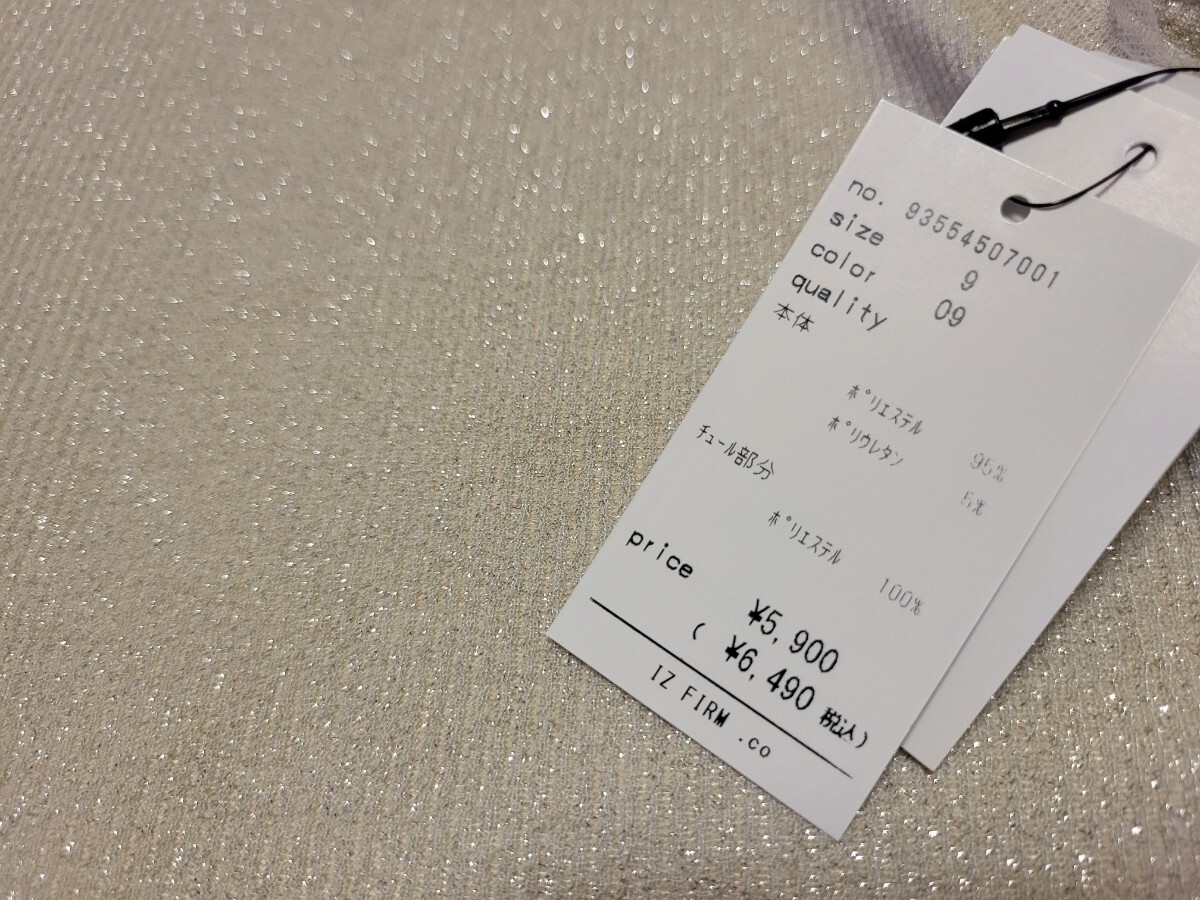 no. 93554507001
size 9
color 09
quality
本体
ﾎﾟﾘｴｽﾃﾙ 95%
ﾎﾟﾘｳﾚﾀﾝ 5%
ﾁｭｰﾙ部分
ﾎﾟﾘｴｽﾃﾙ 100%
price
¥5,900
( ¥6,490 税込)
IZ FIRM .co